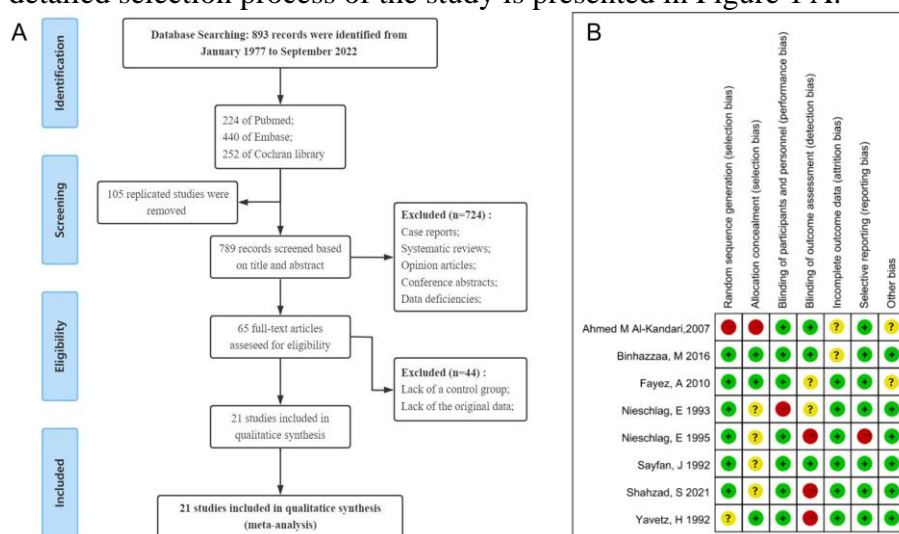 detailed selection process of the study is presented in Figure 1 A.
A
Identification
Screening
Eligibility
Included
Database Searching: 893 records were identified from
January 1977 to September 2022
224 of Pubmed;
440 of Embase;
252 of Cochran library
105 replicated studies were
removed
789 records screened based
on title and abstract
Excluded (n=724) :
Case reports;
Systematic reviews;
Opinion articles;
Conference abstracts;
Data deficiencies;
65 full-text articles
asseseed for eligibility
Excluded (n=44) :
Lack of a control group;
Lack of the original data;
21 studies included in
qualitatice synthesis
21 studies included in qualitatice synthesis
(meta-analysis)
B
Random sequence generation (selection bias)
Allocation concealment (selection bias)
Blinding of participants and personnel (performance bias)
Blinding of outcome assessment (detection bias)
Incomplete outcome data (attrition bias)
Selective reporting (reporting bias)
Other bias
Ahmed M Al-Kandari,2007 + + ? + ?
Binhazzaa, M 2016 + + + + ? + +
Fayez, A 2010 + + + ? + + ?
Nieschlag, E 1993 + ? ? + + +
Nieschlag, E 1995 + ? + + +
Sayfan, J 1992 + ? + + + + +
Shahzad, S 2021 + ? + + + +
Yavetz, H 1992 ? + + + + +